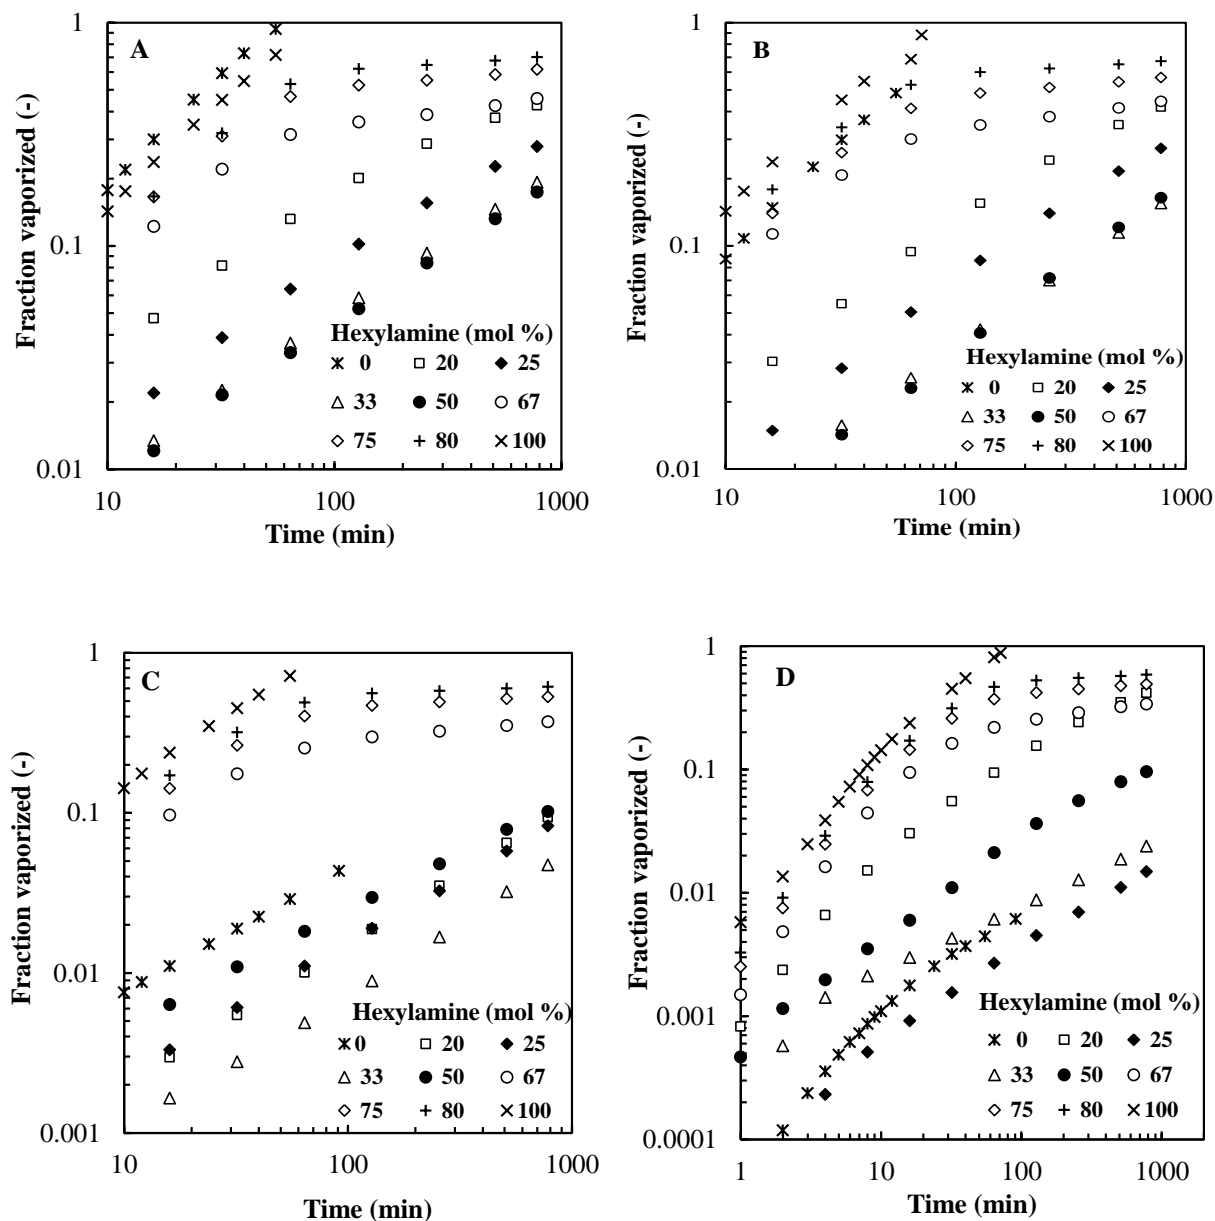 A
Fraction vaporized (-)
1
0.1
0.01
10
100
1000
Time (min)
Hexylamine (mol %)
0 20 25
33 50 67
75 80 100
B
Fraction vaporized (-)
1
0.1
0.01
10
100
1000
Time (min)
Hexylamine (mol %)
0 20 25
33 50 67
75 80 100
C
Fraction vaporized (-)
1
0.1
0.01
0.001
10
100
1000
Time (min)
Hexylamine (mol %)
0 20 25
33 50 67
75 80 100
D
Fraction vaporized (-)
1
0.1
0.01
0.001
0.0001
1
10
100
1000
Time (min)
Hexylamine (mol %)
0 20 25
33 50 67
75 80 100